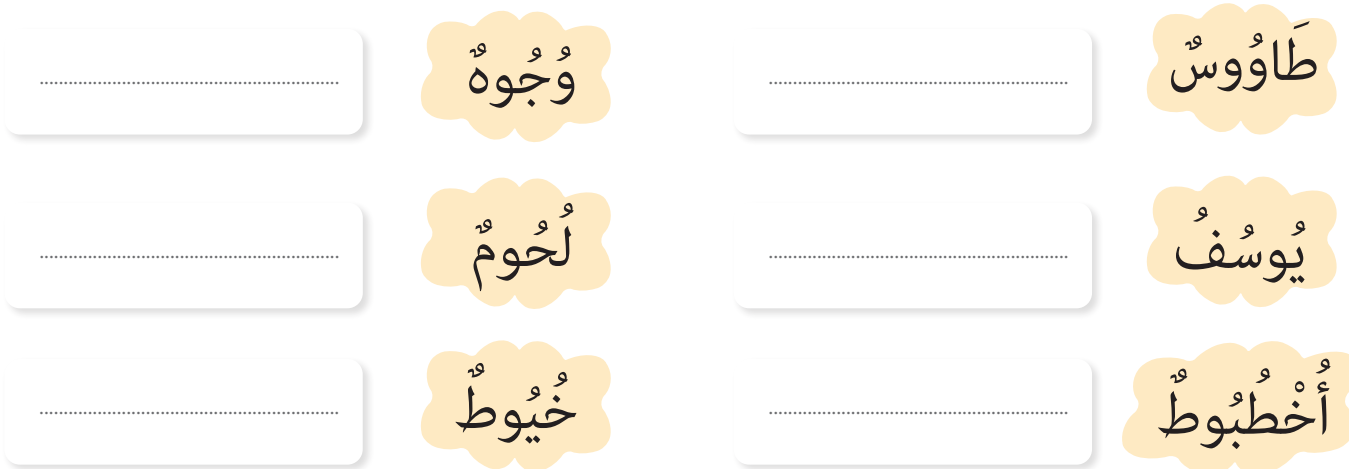 طَاوُوسٌ
وُجُوهٌ
يُوسُفُ
لُحُومٌ
أُخْطُبُوطٌ
خُيُوطٌ